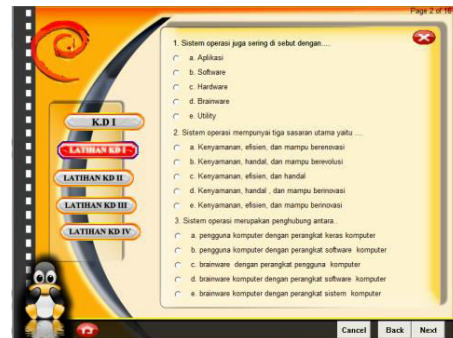 Page 2 of 16
1. Sistem operasi juga sering di sebut dengan....
a. Aplikasi
b. Software
c. Hardware
d. Brainware
e. Utility
2. Sistem operasi mempunyai tiga sasaran utama yaitu ....
a. Kenyamanan, efisien, dan mampu berenovasi
b. Kenyamanan, handal, dan mampu berevolusi
c. Kenyamanan, efisien, dan handal
d. Kenyamanan, handal , dan mampu berinovasi
e. Kenyamanan, efisien, dan mampu berinovasi
3. Sistem operasi merupakan penghubung antara..
a. pengguna komputer dengan perangkat keras komputer
b. pengguna komputer dengan perangkat software komputer
c. brainware dengan perangkat pengguna komputer
d. brainware komputer dengan perangkat software komputer
e. brainware komputer dengan perangkat sistem komputer
K.D I
LATIHAN KD I
LATIHAN KD II
LATIHAN KD III
LATIHAN KD IV
Cancel Back Next